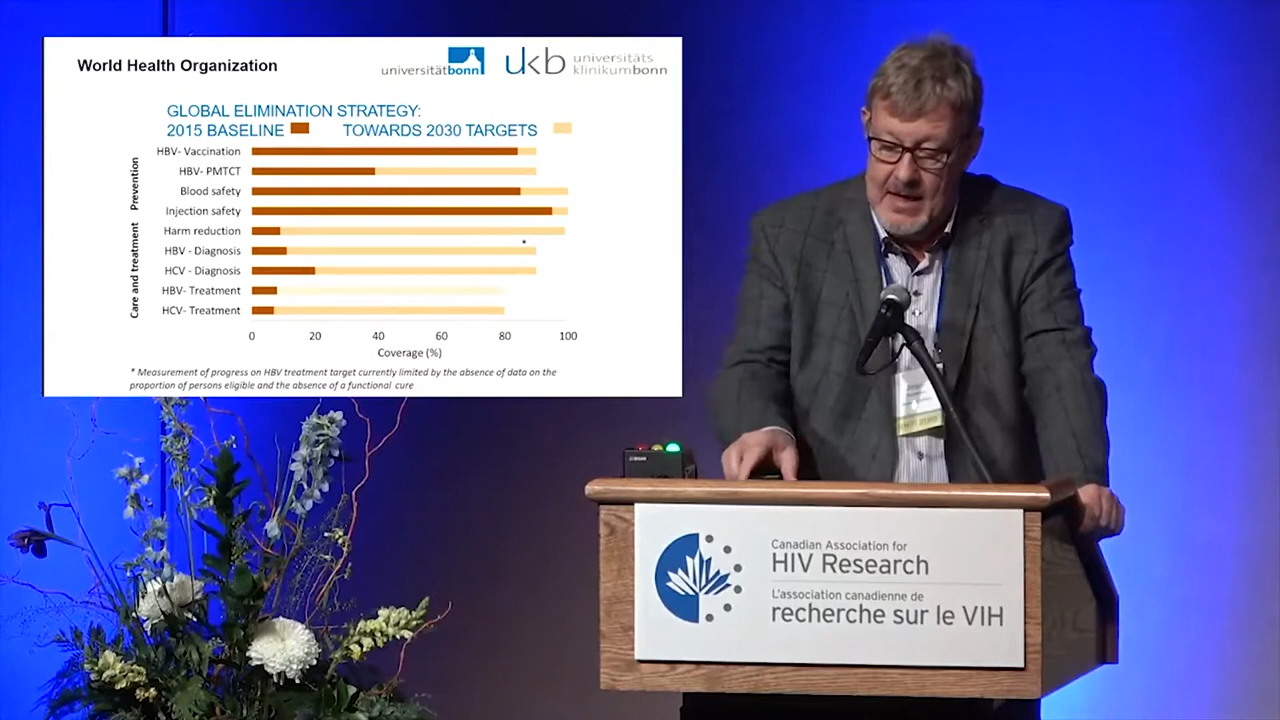 World Health Organization
universitätbonn
ukb universitäts
klinikumbonn
GLOBAL ELIMINATION STRATEGY:
2015 BASELINE TOWARDS 2030 TARGETS
Prevention
Care and treatment
HBV- Vaccination
HBV- PMTCT
Blood safety
Injection safety
Harm reduction
HBV - Diagnosis
*
HCV - Diagnosis
HBV- Treatment
HCV- Treatment
0 20 40 60 80 100
Coverage (%)
* Measurement of progress on HBV treatment target currently limited by the absence of data on the
proportion of persons eligible and the absence of a functional cure
Canadian Association for
HIV Research
L'association canadienne de
recherche sur le VIH